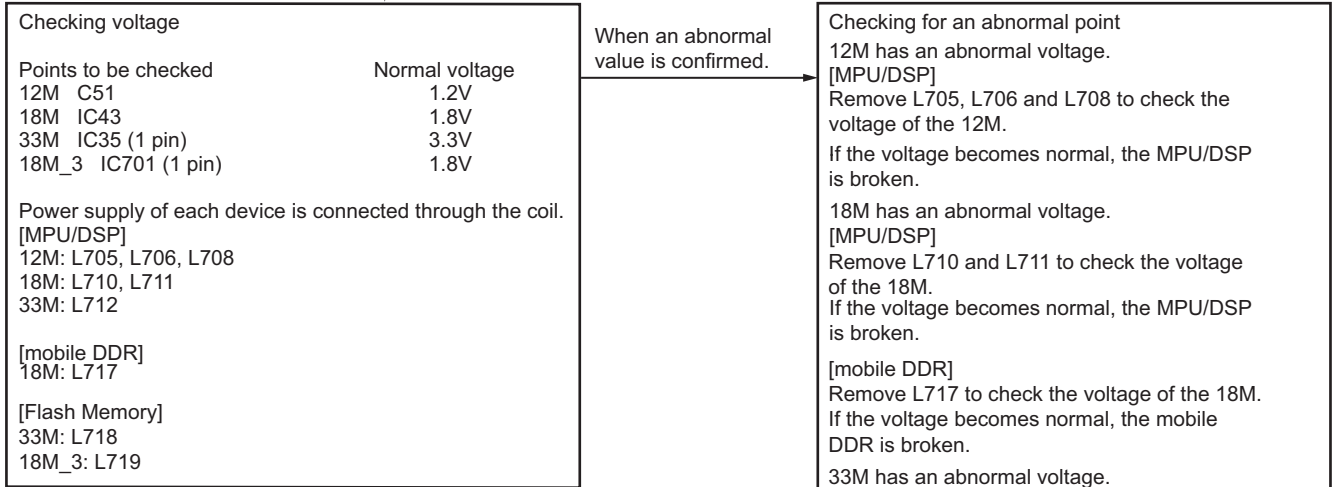 Checking voltage
Points to be checked Normal voltage
12M C51 1.2V
18M IC43 1.8V
33M IC35 (1 pin) 3.3V
18M_3 IC701 (1 pin) 1.8V
Power supply of each device is connected through the coil.
[MPU/DSP]
12M: L705, L706, L708
18M: L710, L711
33M: L712
[mobile DDR]
18M: L717
[Flash Memory]
33M: L718
18M_3: L719
When an abnormal
value is confirmed.
Checking for an abnormal point
12M has an abnormal voltage.
[MPU/DSP]
Remove L705, L706 and L708 to check the
voltage of the 12M.
If the voltage becomes normal, the MPU/DSP
is broken.
18M has an abnormal voltage.
[MPU/DSP]
Remove L710 and L711 to check the voltage
of the 18M.
If the voltage becomes normal, the MPU/DSP
is broken.
[mobile DDR]
Remove L717 to check the voltage of the 18M.
If the voltage becomes normal, the mobile
DDR is broken.
33M has an abnormal voltage.